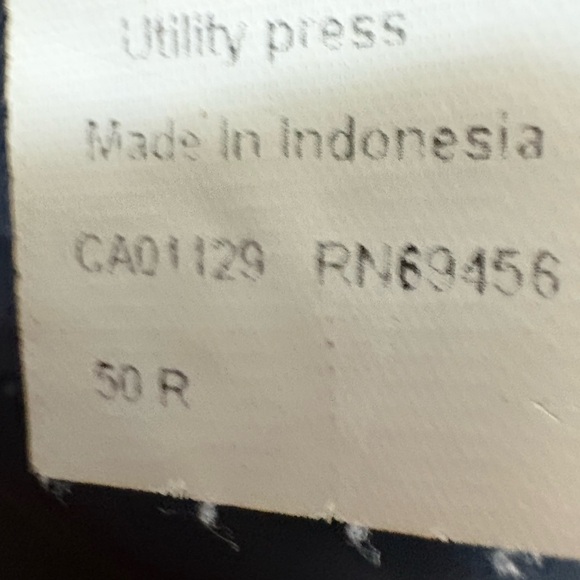 Utility press
Made in Indonesia
CA01129 RN69456
50 R